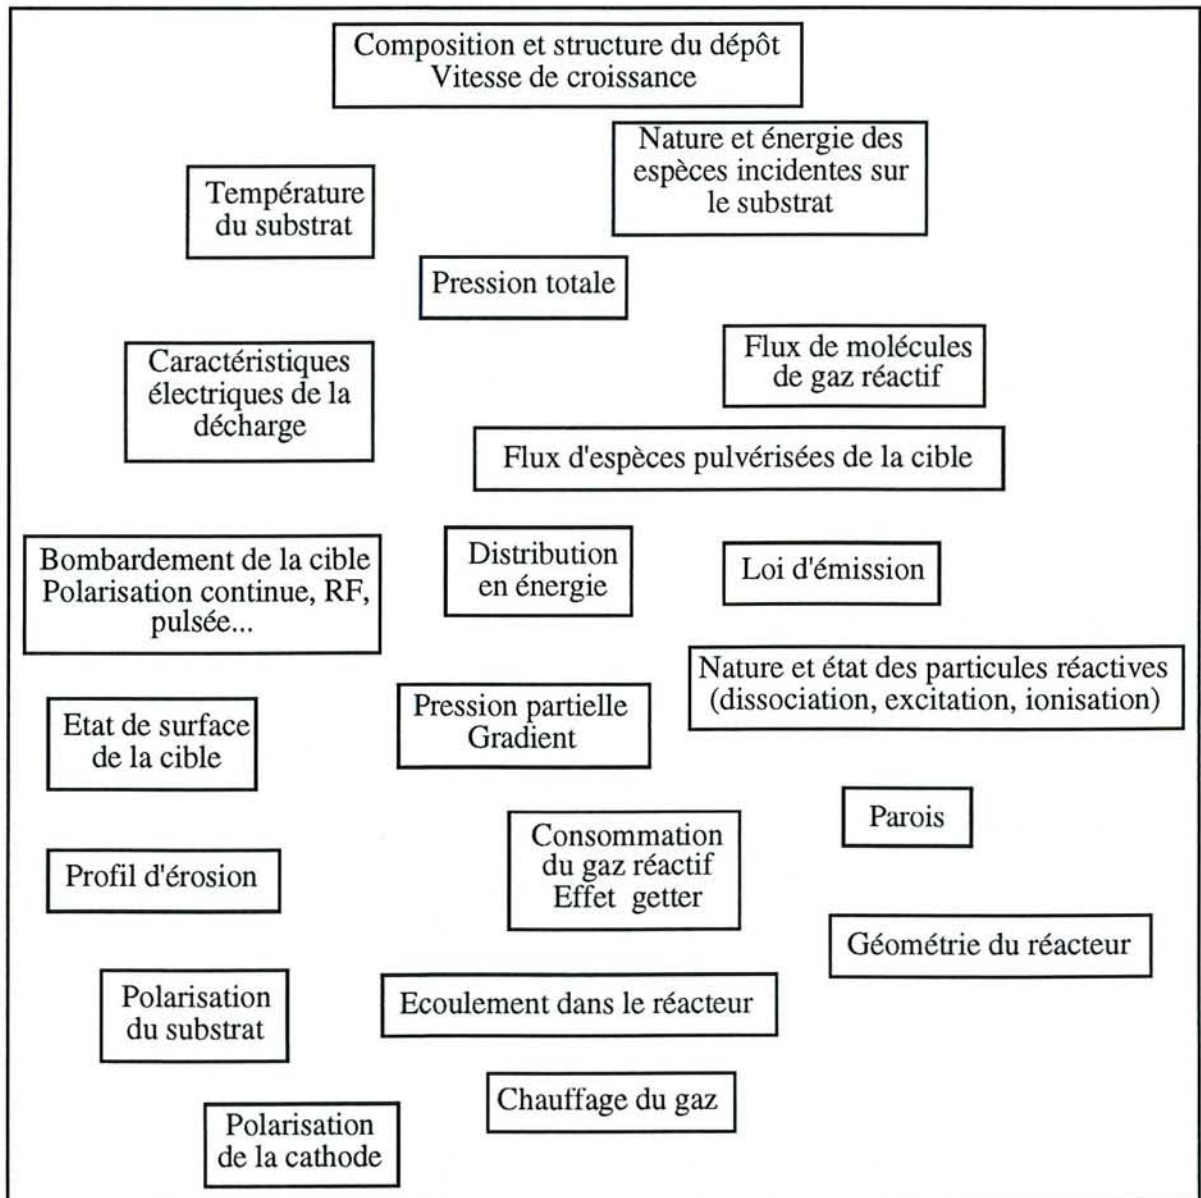 Composition et structure du dépôt
Vitesse de croissance
Nature et énergie des
espèces incidentes sur
le substrat
Température
du substrat
Pression totale
Flux de molécules
de gaz réactif
Caractéristiques
électriques de la
décharge
Flux d'espèces pulvérisées de la cible
Bombardement de la cible
Polarisation continue, RF,
pulsée...
Distribution
en énergie
Loi d'émission
Nature et état des particules réactives
(dissociation, excitation, ionisation)
Etat de surface
de la cible
Pression partielle
Gradient
Parois
Consommation
du gaz réactif
Effet getter
Profil d'érosion
Géométrie du réacteur
Polarisation
du substrat
Ecoulement dans le réacteur
Chauffage du gaz
Polarisation
de la cathode